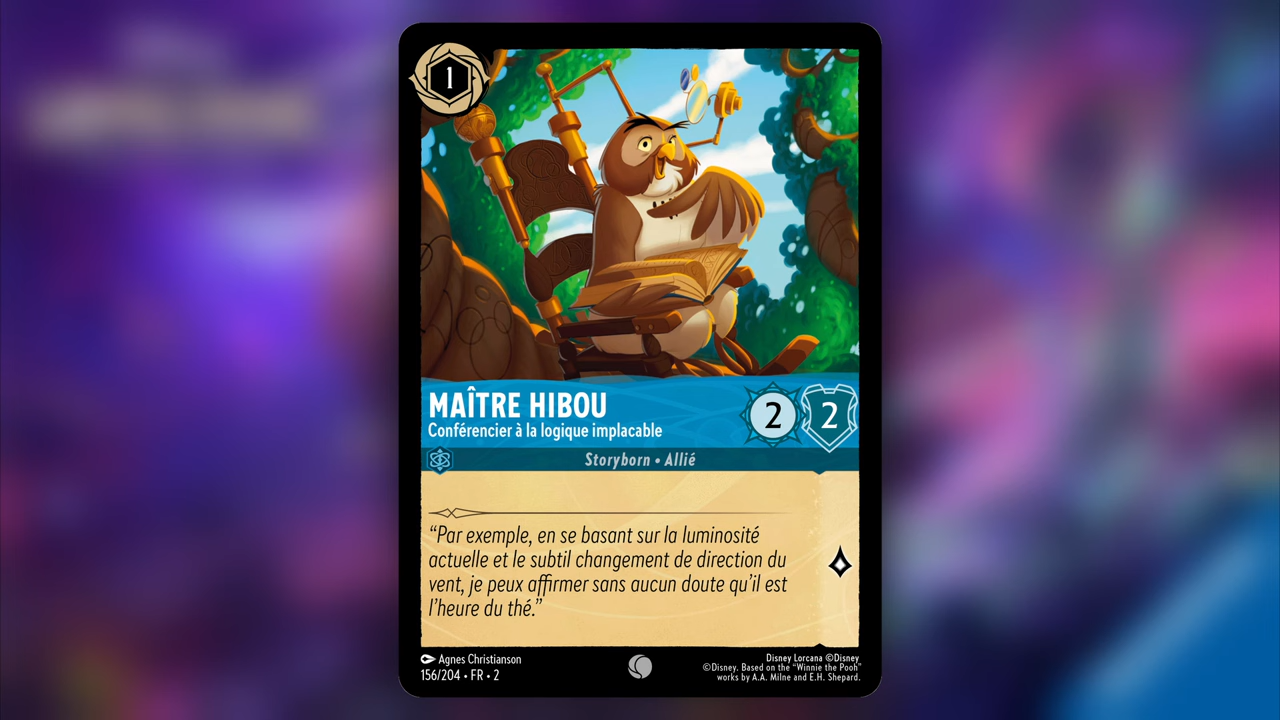 1
MAÎTRE HIBOU
Conférencier à la logique implacable
2
2
Storyborn • Allié
“Par exemple, en se basant sur la luminosité
actuelle et le subtil changement de direction du
vent, je peux affirmer sans aucun doute qu’il est
l’heure du thé.”
Agnes Christianson
156/204 • FR • 2
Disney Lorcana ©Disney
©Disney. Based on the “Winnie the Pooh”
works by A.A. Milne and E.H. Shepard.